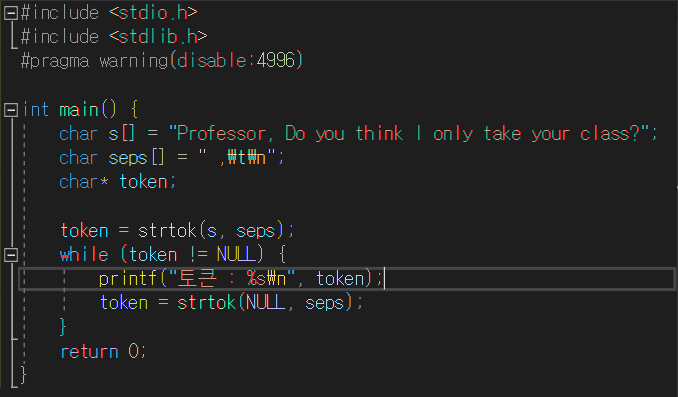 #include <stdio.h>
#include <stdlib.h>
#pragma warning(disable:4996)
int main() {
char s[] = "Professor, Do you think I only take your class?";
char seps[] = " ,₩t₩n";
char* token;
token = strtok(s, seps);
while (token != NULL) {
printf("토큰 : %s₩n", token);
token = strtok(NULL, seps);
}
return 0;
}